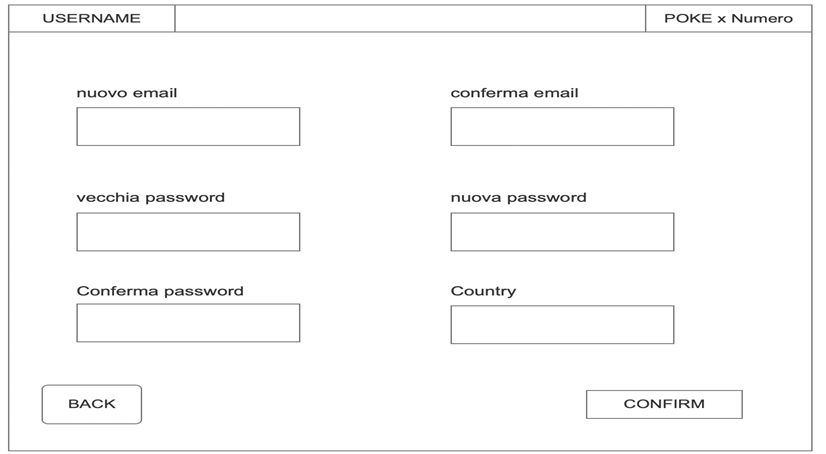 USERNAME
POKE x Numero
nuovo email
conferma email
vecchia password
nuova password
Conferma password
Country
BACK
CONFIRM